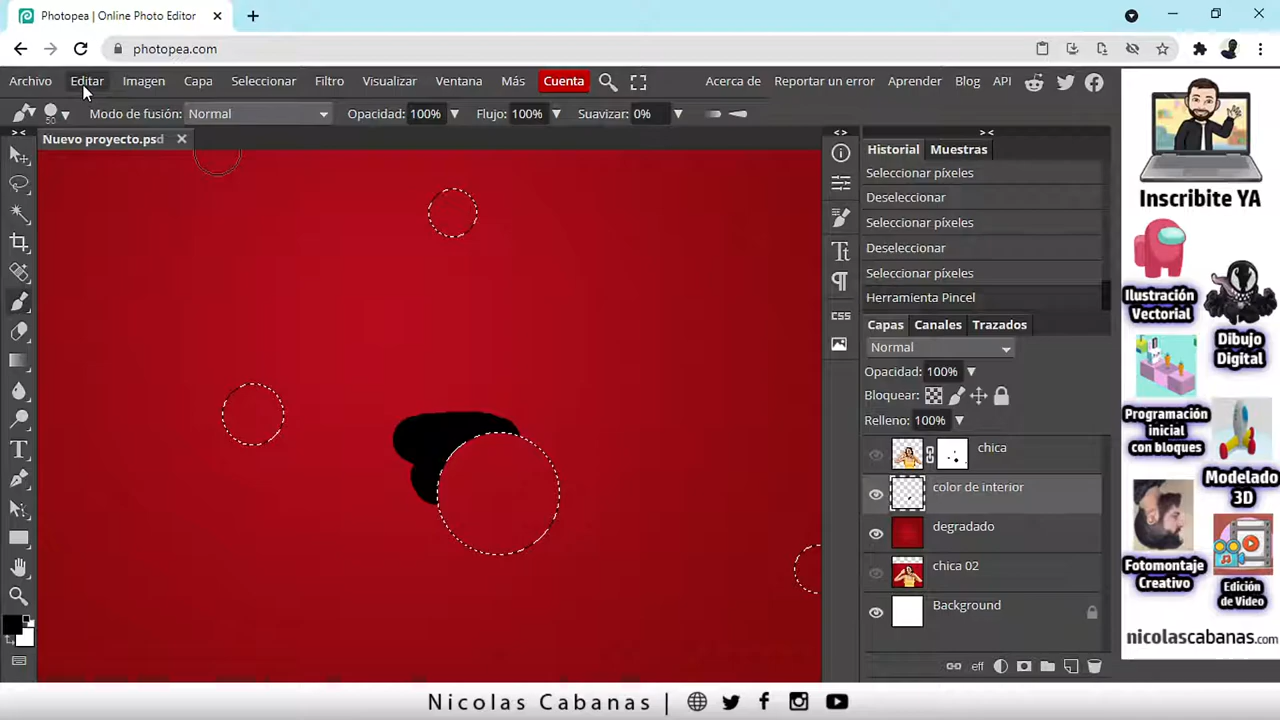 Photopea | Online Photo Editor
photopea.com
Archivo Editar Imagen Capa Seleccionar Filtro Visualizar Ventana Más Cuenta Acerca de Reportar un error Aprender Blog API
50 Modo de fusión: Normal Opacidad: 100% Flujo: 100% Suavizar: 0%
Nuevo proyecto.psd
Historial Muestras
Seleccionar píxeles
Deseleccionar
Seleccionar píxeles
Deseleccionar
Seleccionar píxeles
Herramienta Pincel
CSS
Capas Canales Trazados
Normal
Opacidad: 100%
Bloquear:
Relleno: 100%
chica
color de interior
degradado
chica 02
Background
eff
Inscribite YA
Ilustración
Vectorial
Dibujo
Digital
Programación
inicial
con bloques
Modelado
3D
Fotomontaje
Creativo
Edición
de Video
nicolascabanas.com
Nicolas Cabanas |